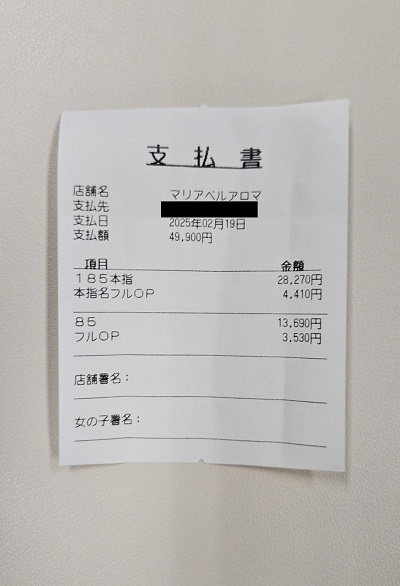 支払書
店舗名 マリアベルアロマ
支払先
支払日 2025年02月19日
支払額 49,900円
項目 金額
185本指 28,270円
本指名フルOP 4,410円
85 13,690円
フルOP 3,530円
店舗署名：
女の子署名：